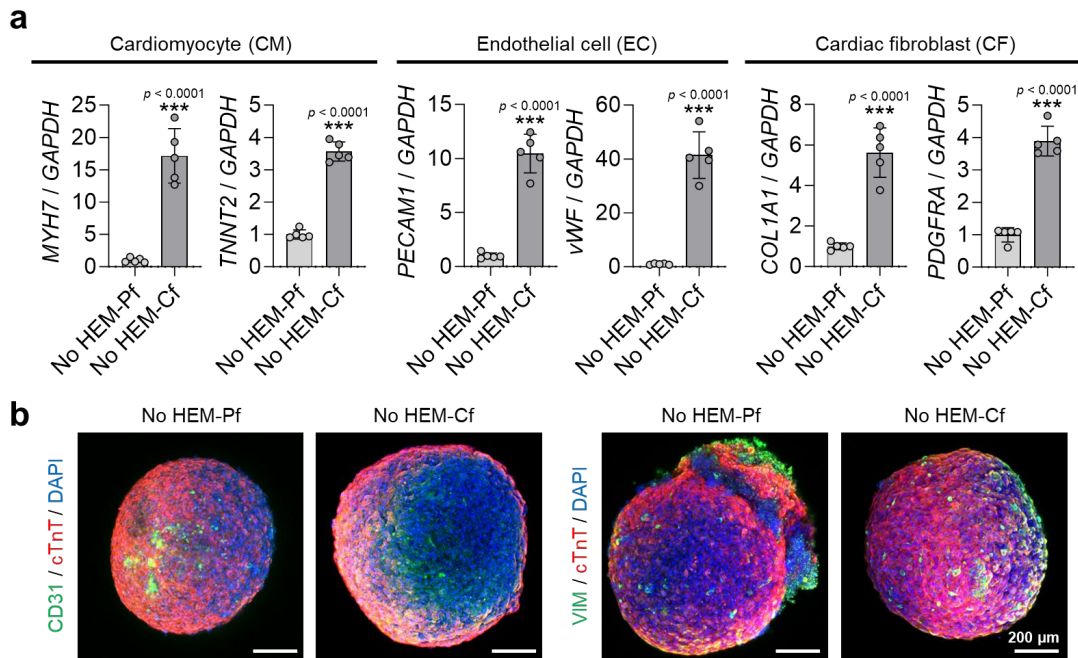 a
Cardiomyocyte (CM)
Endothelial cell (EC)
Cardiac fibroblast (CF)
MYH7 / GAPDH
25
20
15
10
5
0
p < 0.0001
***
No HEM-Pf
No HEM-Cf
TNNT2 / GAPDH
5
4
3
2
1
0
p < 0.0001
***
No HEM-Pf
No HEM-Cf
PECAM1 / GAPDH
15
10
5
0
p < 0.0001
***
No HEM-Pf
No HEM-Cf
vWF / GAPDH
60
40
20
0
p < 0.0001
***
No HEM-Pf
No HEM-Cf
COL1A1 / GAPDH
8
6
4
2
0
p < 0.0001
***
No HEM-Pf
No HEM-Cf
PDGFRA / GAPDH
5
4
3
2
1
0
p < 0.0001
***
No HEM-Pf
No HEM-Cf
b
No HEM-Pf
No HEM-Cf
No HEM-Pf
No HEM-Cf
CD31 / cTnT / DAPI
VIM / cTnT / DAPI
200 μm